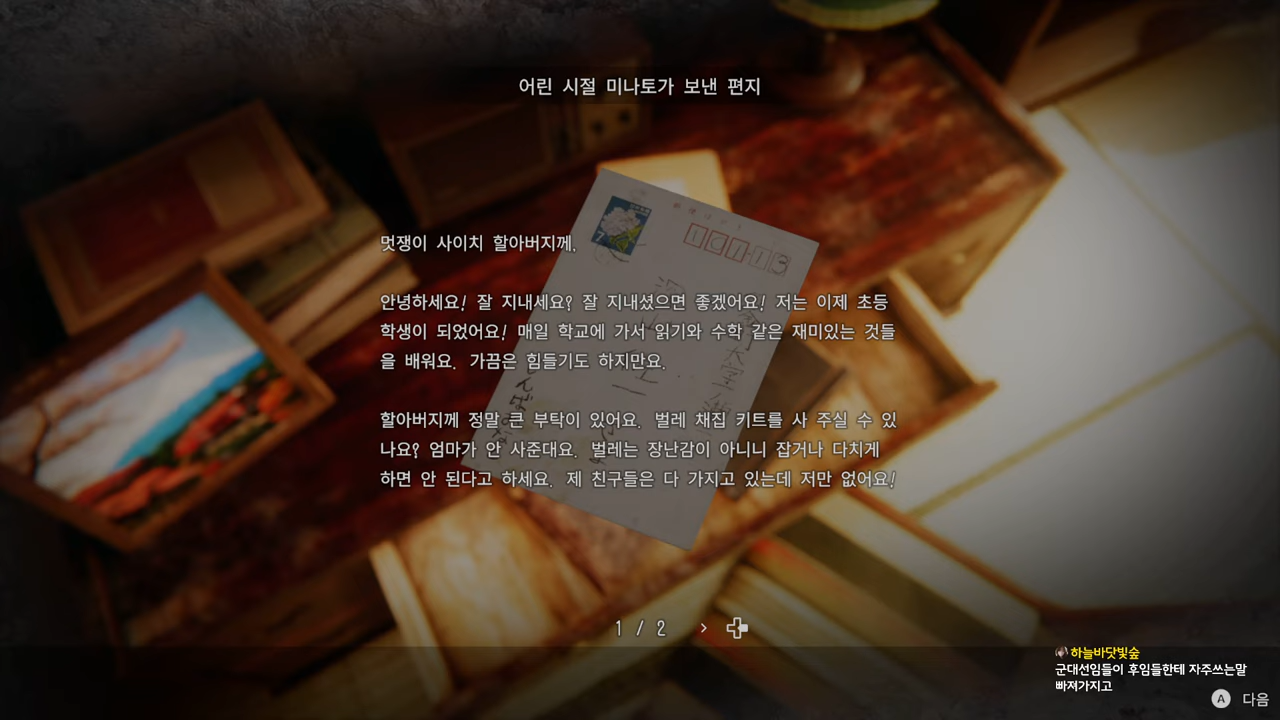 어린 시절 미나토가 보낸 편지
멋쟁이 사이치 할아버지께,
안녕하세요! 잘 지내세요? 잘 지내셨으면 좋겠어요! 저는 이제 초등
학생이 되었어요! 매일 학교에 가서 읽기와 수학 같은 재미있는 것들
을 배워요. 가끔은 힘들기도 하지만요.
할아버지께 정말 큰 부탁이 있어요. 벌레 채집 키트를 사 주실 수 있
나요? 엄마가 안 사준대요. 벌레는 장난감이 아니니 잡거나 다치게
하면 안 된다고 하세요. 제 친구들은 다 가지고 있는데 저만 없어요!
1 / 2 >
하늘바닷빛숲
군대선임들이 후임들한테 자주쓰는말
빠져가지고
A 다음